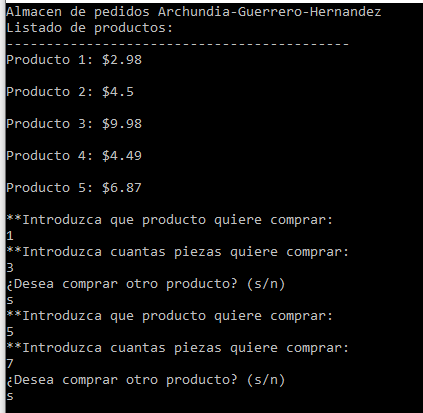 Almacen de pedidos Archundia-Guerrero-Hernandez
Listado de productos:
-------------------------------------------
Producto 1: $2.98
Producto 2: $4.5
Producto 3: $9.98
Producto 4: $4.49
Producto 5: $6.87
**Introduzca que producto quiere comprar:
1
**Introduzca cuantas piezas quiere comprar:
3
¿Desea comprar otro producto? (s/n)
s
**Introduzca que producto quiere comprar:
5
**Introduzca cuantas piezas quiere comprar:
7
¿Desea comprar otro producto? (s/n)
s